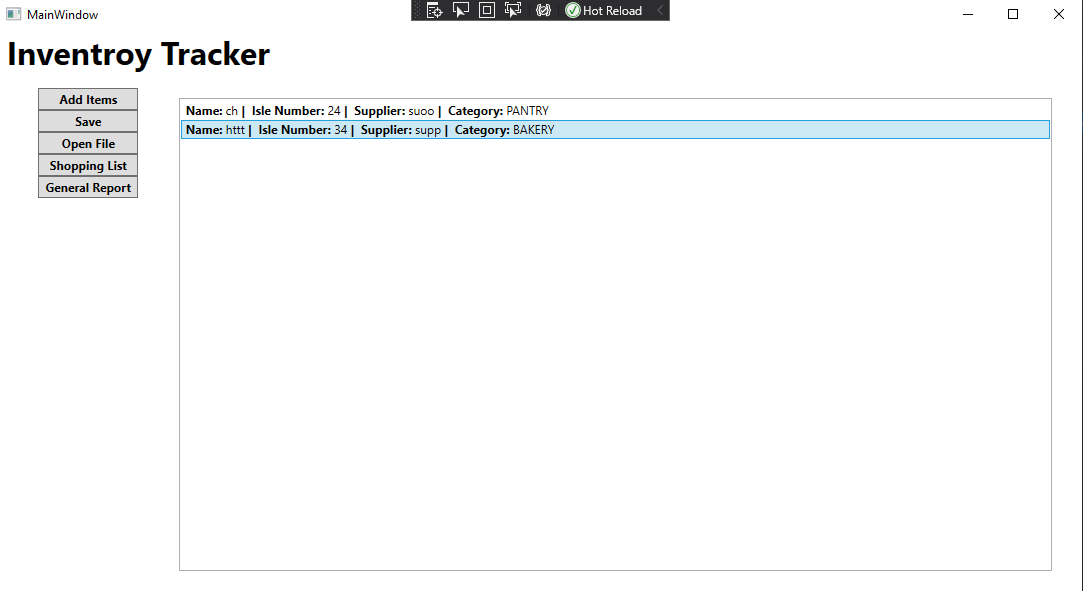 MainWindow
Hot Reload
Inventroy Tracker
Add Items
Save
Open File
Shopping List
General Report
Name: ch | Isle Number: 24 | Supplier: suoo | Category: PANTRY
Name: httt | Isle Number: 34 | Supplier: supp | Category: BAKERY